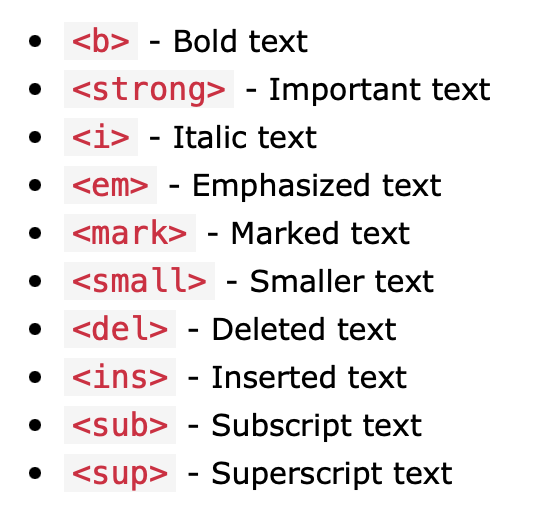 • <b> - Bold text
• <strong> - Important text
• <i> - Italic text
• <em> - Emphasized text
• <mark> - Marked text
• <small> - Smaller text
• <del> - Deleted text
• <ins> - Inserted text
• <sub> - Subscript text
• <sup> - Superscript text